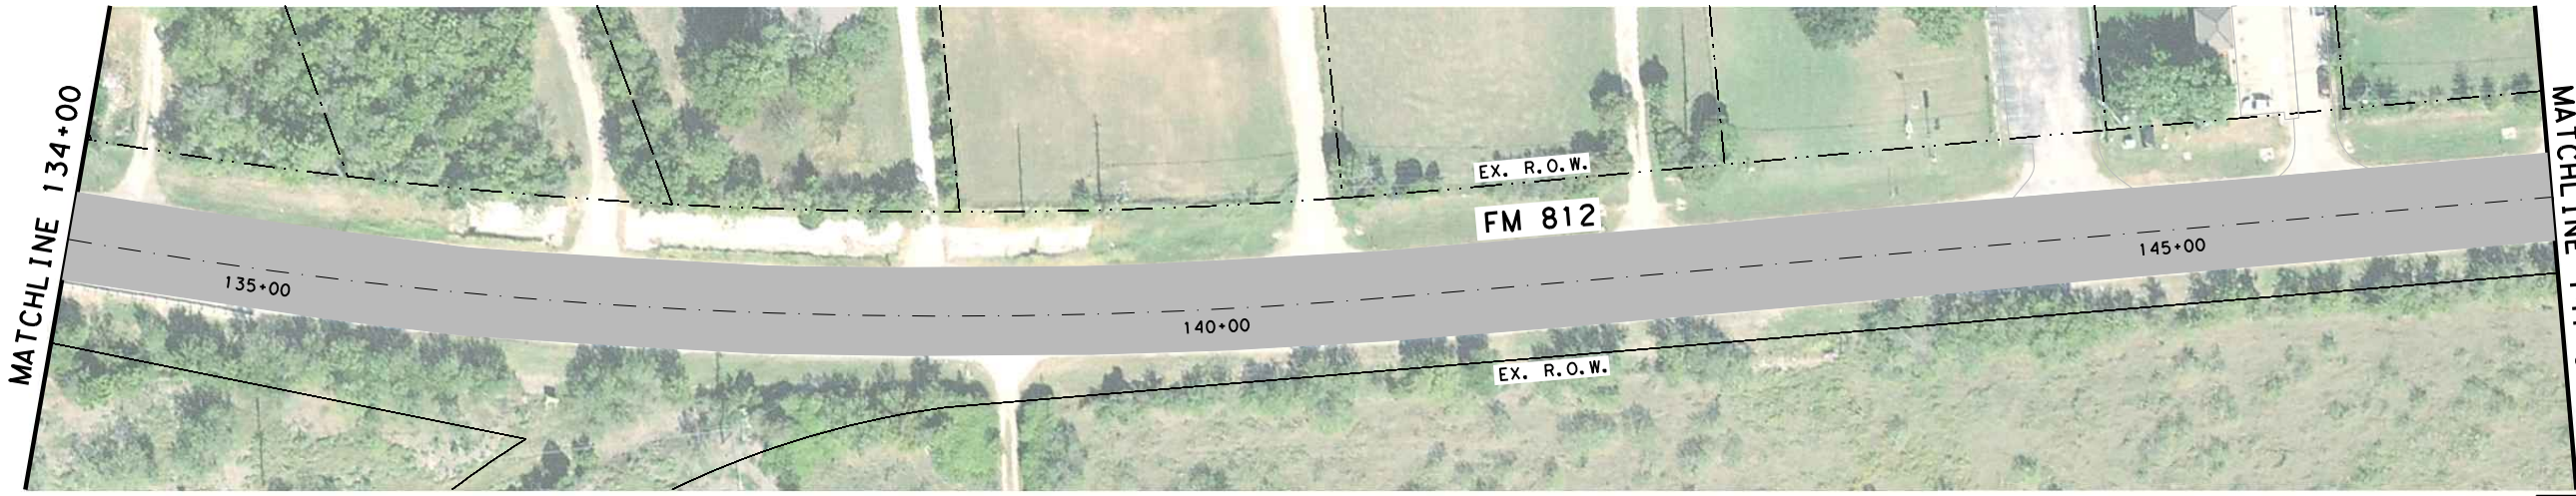 MATCHLINE 134+00
EX. R.O.W.
FM 812
135+00
140+00
145+00
EX. R.O.W.
MATCHLINE